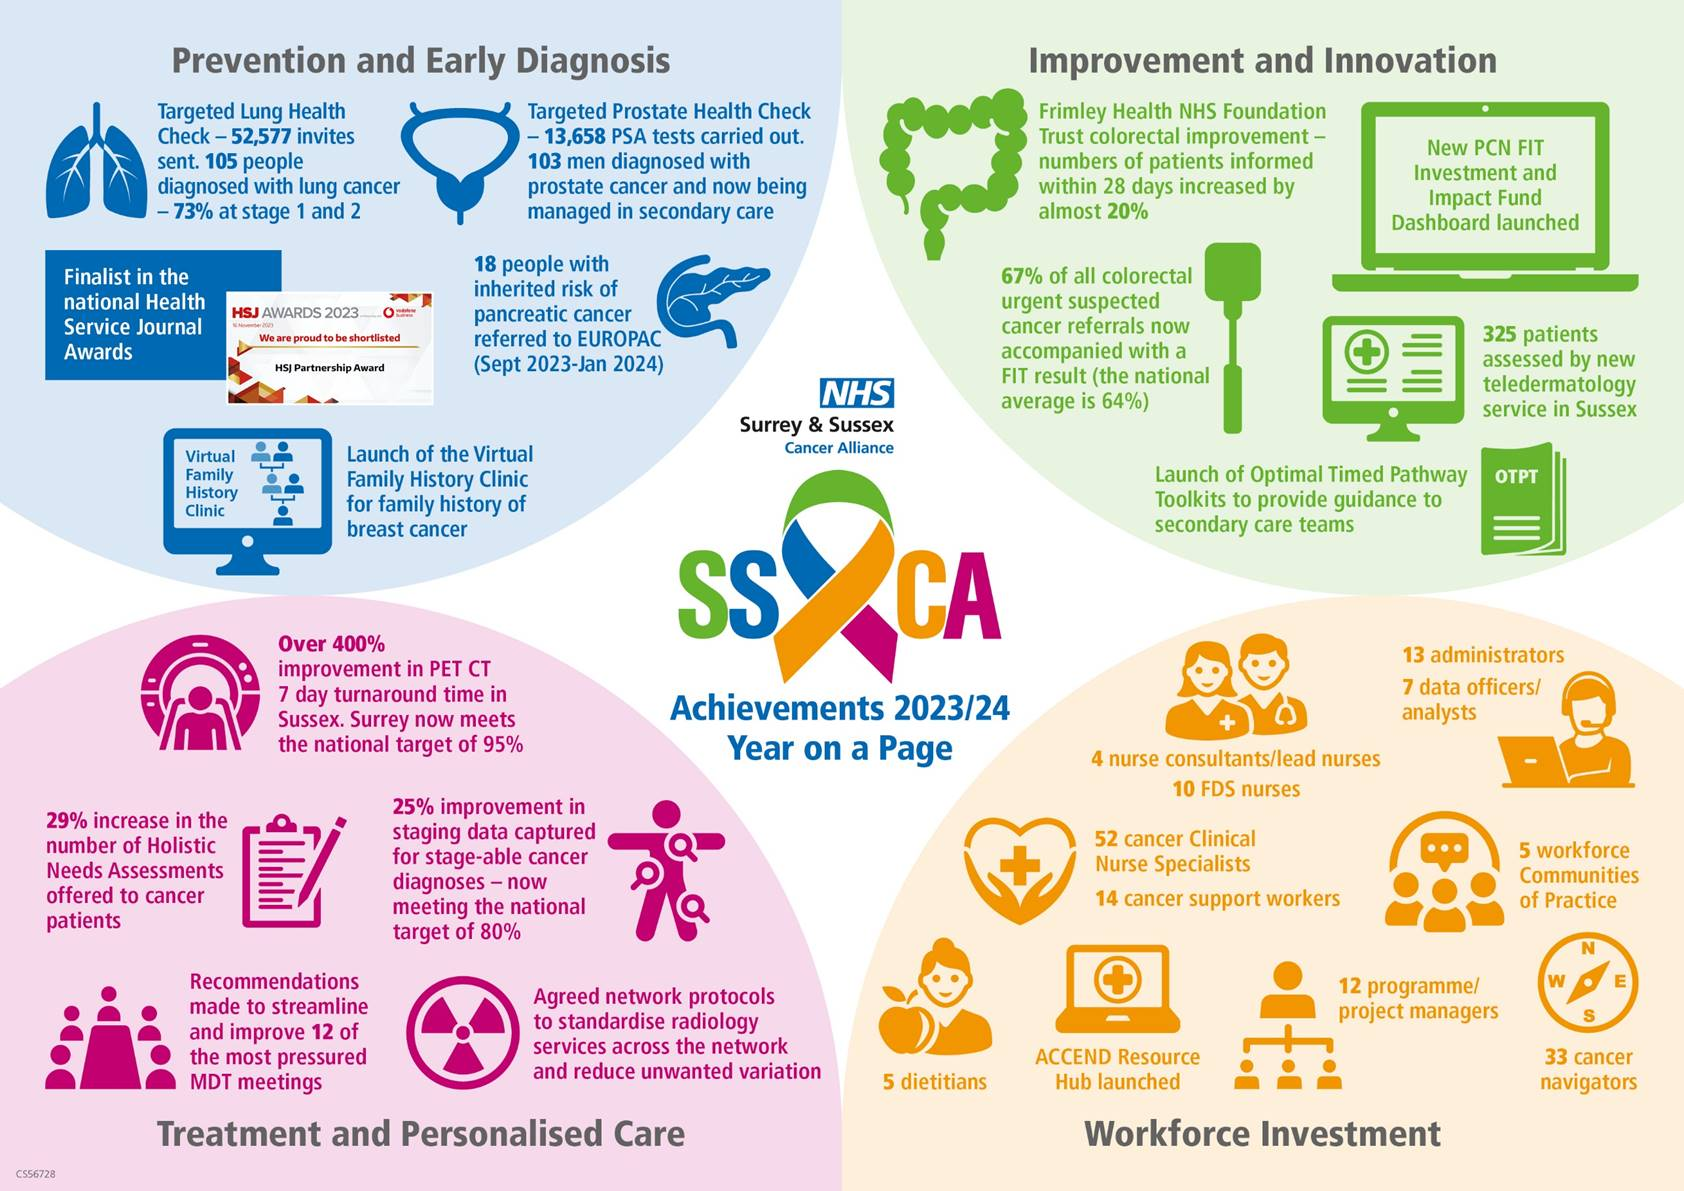 Prevention and Early Diagnosis
Targeted Lung Health
Check – 52,577 invites
sent. 105 people
diagnosed with lung cancer
– 73% at stage 1 and 2
Targeted Prostate Health Check
– 13,658 PSA tests carried out.
103 men diagnosed with
prostate cancer and now being
managed in secondary care
Finalist in the
national Health
Service Journal
Awards
HSJ AWARDS 2023
vodafone
business
16 November 2023
We are proud to be shortlisted
HSJ Partnership Award
18 people with
inherited risk of
pancreatic cancer
referred to EUROPAC
(Sept 2023-Jan 2024)
Virtual
Family
History
Clinic
Launch of the Virtual
Family History Clinic
for family history of
breast cancer
Improvement and Innovation
Frimley Health NHS Foundation
Trust colorectal improvement –
numbers of patients informed
within 28 days increased by
almost 20%
New PCN FIT
Investment and
Impact Fund
Dashboard launched
67% of all colorectal
urgent suspected
cancer referrals now
accompanied with a
FIT result (the national
average is 64%)
325 patients
assessed by new
teledermatology
service in Sussex
Launch of Optimal Timed Pathway
Toolkits to provide guidance to
secondary care teams
OTPT
NHS
Surrey & Sussex
Cancer Alliance
SSCA
Achievements 2023/24
Year on a Page
Over 400%
improvement in PET CT
7 day turnaround time in
Sussex. Surrey now meets
the national target of 95%
29% increase in the
number of Holistic
Needs Assessments
offered to cancer
patients
25% improvement in
staging data captured
for stage-able cancer
diagnoses – now
meeting the national
target of 80%
Recommendations
made to streamline
and improve 12 of
the most pressured
MDT meetings
Agreed network protocols
to standardise radiology
services across the network
and reduce unwanted variation
Treatment and Personalised Care
4 nurse consultants/lead nurses
10 FDS nurses
13 administrators
7 data officers/
analysts
52 cancer Clinical
Nurse Specialists
14 cancer support workers
5 workforce
Communities
of Practice
5 dietitians
ACCEND Resource
Hub launched
12 programme/
project managers
N
W E
S
33 cancer
navigators
Workforce Investment
CS56728